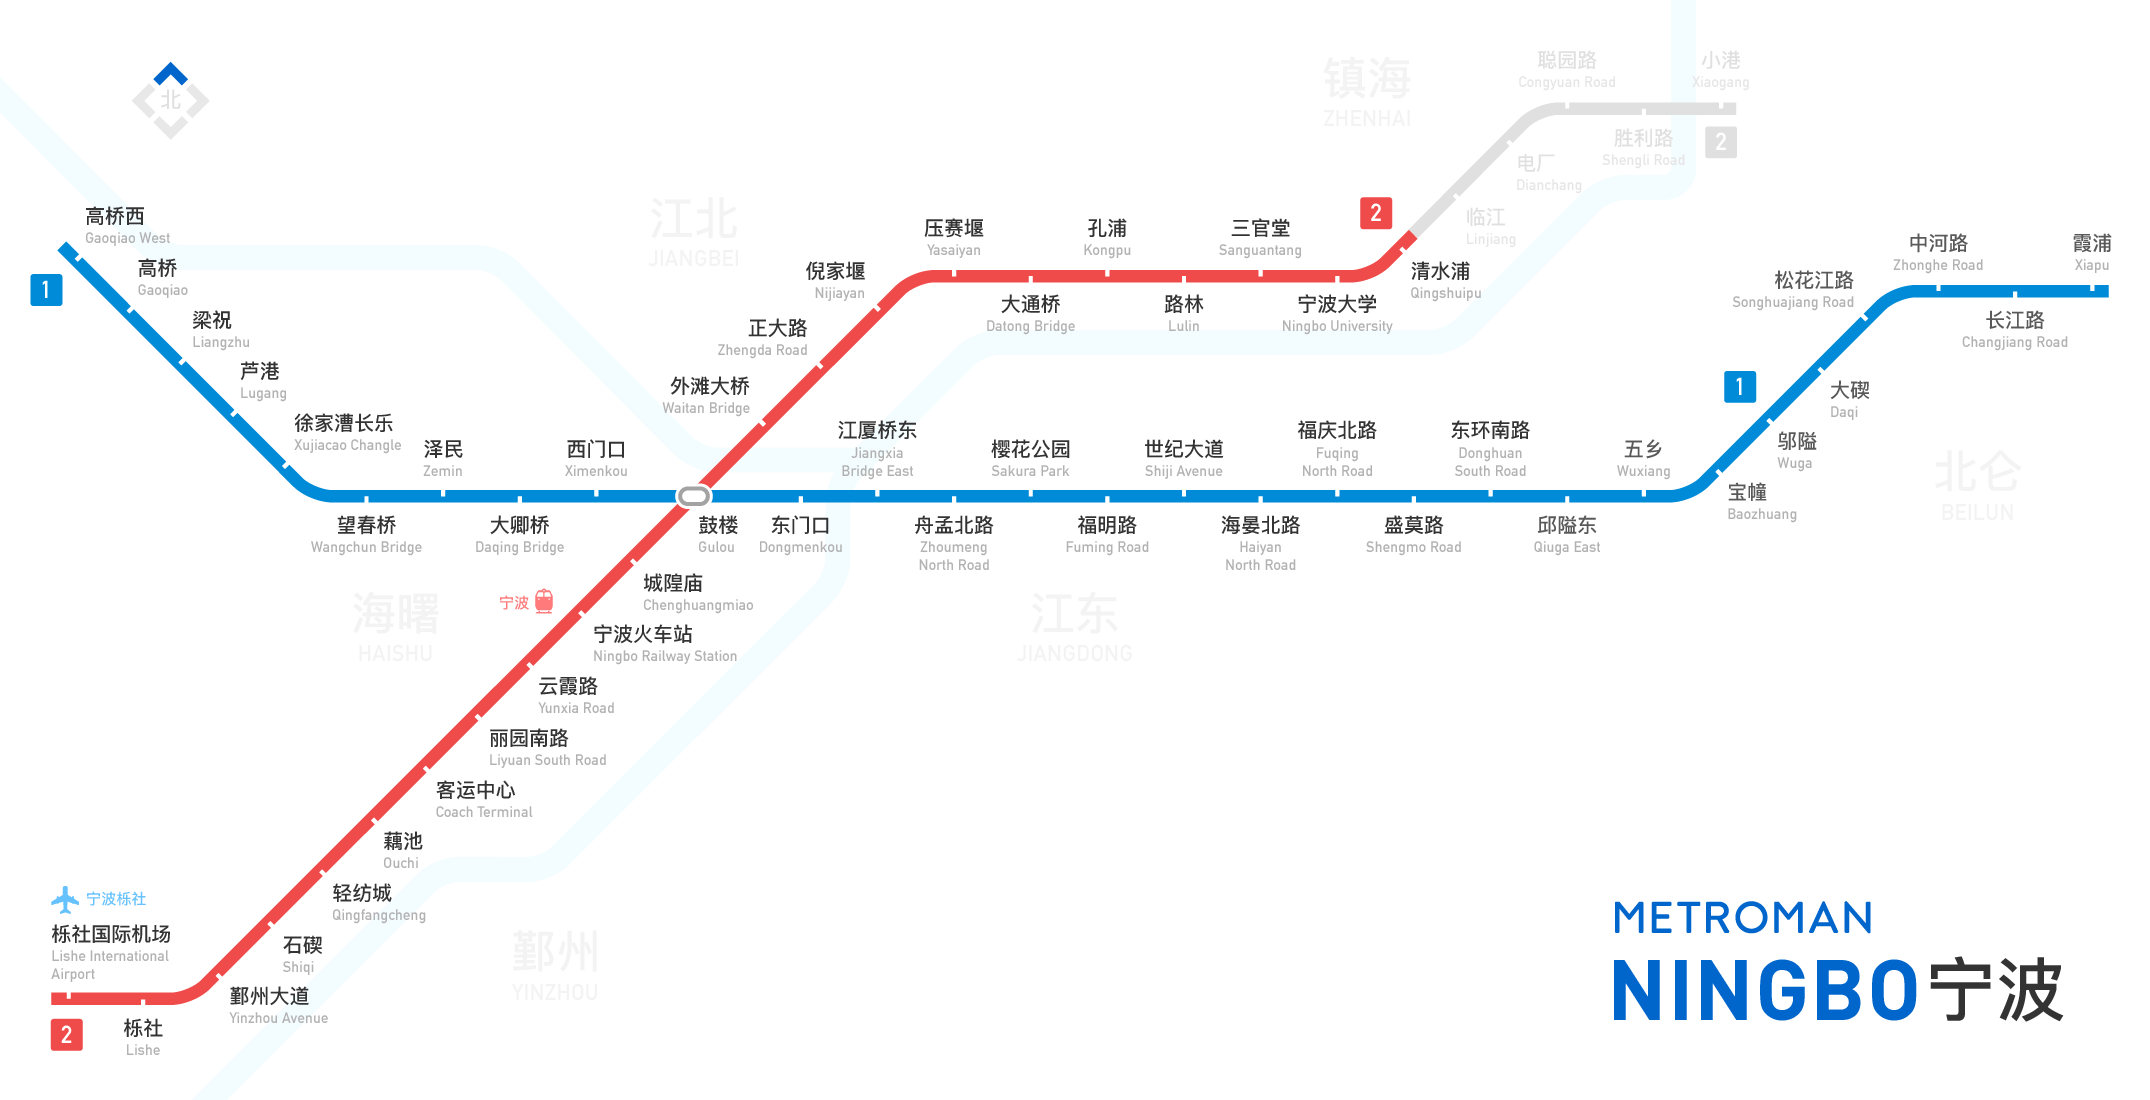 北
镇海
ZHENHAI
聪园路
Congyuan Road
小港
Xiaogang
胜利路
Shengli Road
2
电厂
Dianchang
临江
Linjiang
江北
JIANGBEI
高桥西
Gaoqiao West
1
高桥
Gaoqiao
梁祝
Liangzhu
芦港
Lugang
徐家漕长乐
Xujiacao Changle
望春桥
Wangchun Bridge
泽民
Zemin
大卿桥
Daqing Bridge
西门口
Ximenkou
鼓楼
Gulou
东门口
Dongmenkou
江厦桥东
Jiangxia
Bridge East
舟孟北路
Zhoumeng
North Road
樱花公园
Sakura Park
福明路
Fuming Road
世纪大道
Shiji Avenue
海晏北路
Haiyan
North Road
福庆北路
Fuqing
North Road
盛莫路
Shengmo Road
东环南路
Donghuan
South Road
邱隘东
Qiuga East
五乡
Wuxiang
宝幢
Baozhuang
邬隘
Wuga
大碶
Daqi
1
松花江路
Songhuajiang Road
中河路
Zhonghe Road
长江路
Changjiang Road
霞浦
Xiapu
北仑
BEILUN
2
清水浦
Qingshuipu
宁波大学
Ningbo University
三官堂
Sanguantang
路林
Lulin
孔浦
Kongpu
大通桥
Datong Bridge
压赛堰
Yasaiyan
倪家堰
Nijiayan
正大路
Zhengda Road
外滩大桥
Waitan Bridge
城隍庙
Chenghuangmiao
宁波
宁波火车站
Ningbo Railway Station
云霞路
Yunxia Road
丽园南路
Liyuan South Road
客运中心
Coach Terminal
藕池
Ouchi
轻纺城
Qingfangcheng
石碶
Shiqi
鄞州大道
Yinzhou Avenue
栎社
Lishe
宁波栎社
栎社国际机场
Lishe International
Airport
2
海曙
HAISHU
江东
JIANGDONG
鄞州
YINZHOU
METROMAN
NINGBO宁波